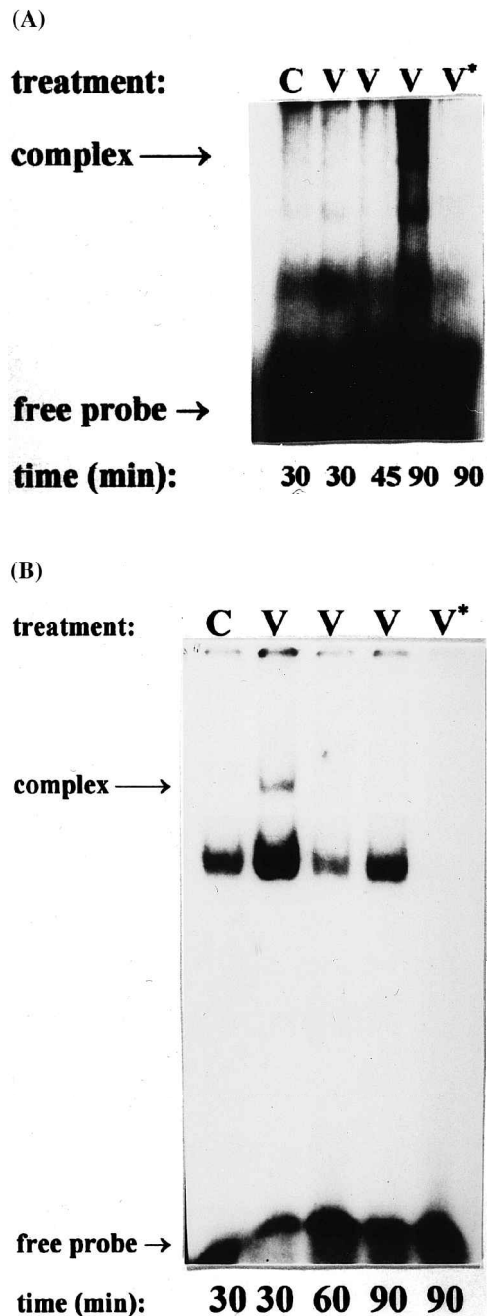 (A)
treatment: C V V V V*
complex →
free probe →
time (min): 30 30 45 90 90
(B)
treatment: C V V V V*
complex →
free probe →
time (min): 30 30 60 90 90